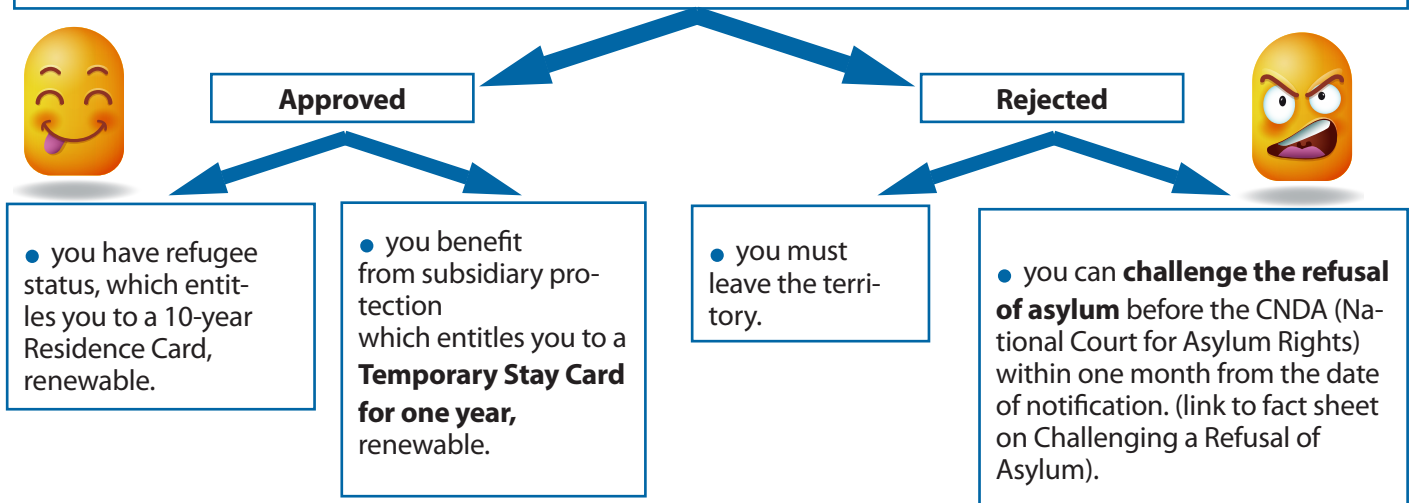 Approved
Rejected
• you have refugee
status, which entit-
les you to a 10-year
Residence Card,
renewable.
• you benefit
from subsidiary pro-
tection
which entitles you to a
Temporary Stay Card
for one year,
renewable.
• you must
leave the terri-
tory.
• you can challenge the refusal
of asylum before the CNDA (Na-
tional Court for Asylum Rights)
within one month from the date
of notification. (link to fact sheet
on Challenging a Refusal of
Asylum).